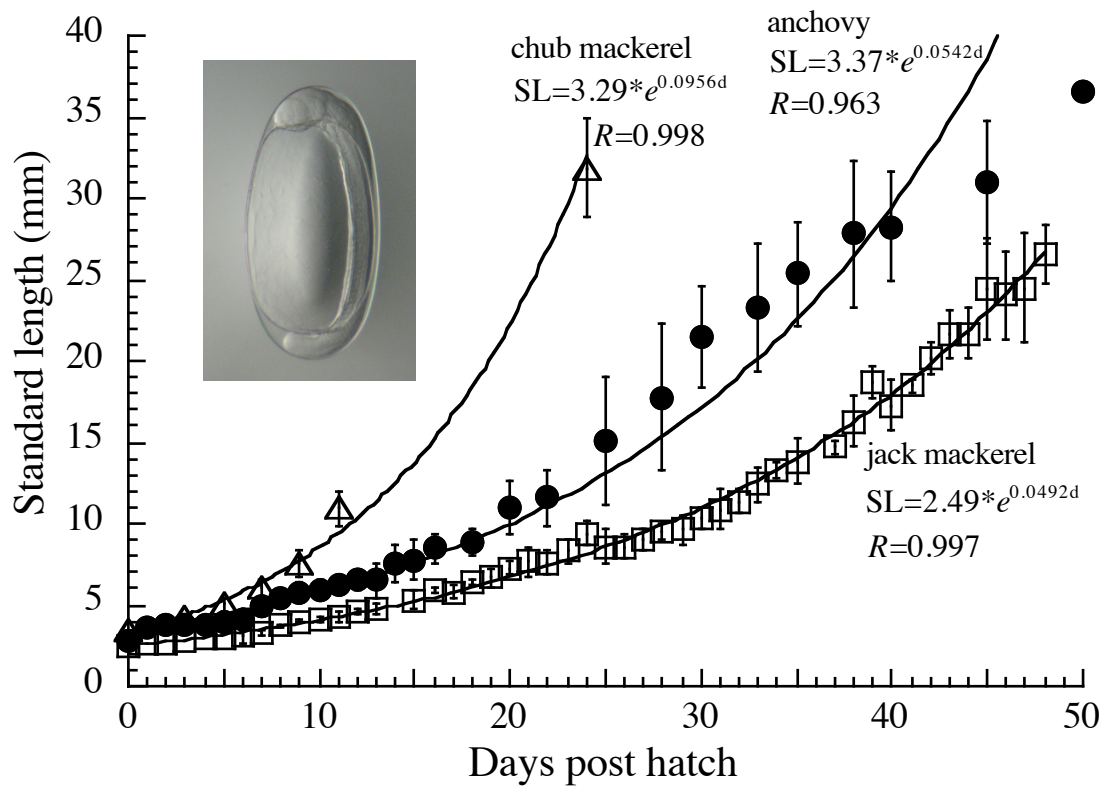 40
35
30
25
20
15
10
5
0
Standard length (mm)
chub mackerel
SL=3.29*e^0.0956d
R=0.998
anchovy
SL=3.37*e^0.0542d
R=0.963
jack mackerel
SL=2.49*e^0.0492d
R=0.997
0 10 20 30 40 50
Days post hatch